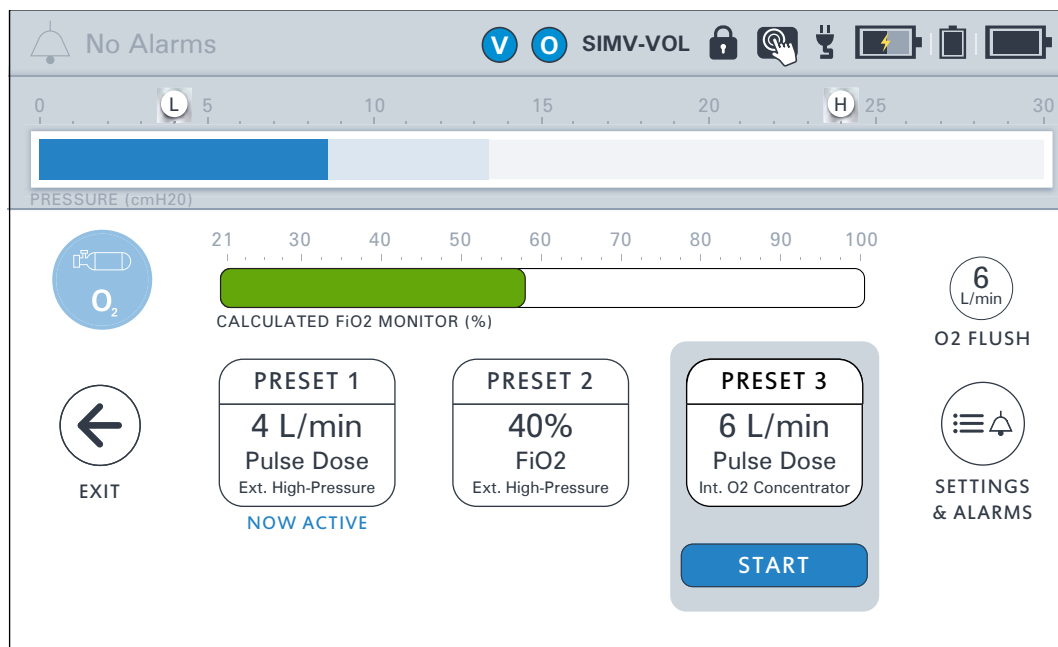 No Alarms
V O SIMV-VOL
0 L 5 10 15 20 H 25 30
PRESSURE (cmH20)
21 30 40 50 60 70 80 90 100
O2
6
L/min
CALCULATED FiO2 MONITOR (%)
O2 FLUSH
PRESET 1 PRESET 2 PRESET 3
4 L/min 40% 6 L/min
Pulse Dose FiO2 Pulse Dose
Ext. High-Pressure Ext. High-Pressure Int. O2 Concentrator
EXIT
SETTINGS
& ALARMS
NOW ACTIVE
START